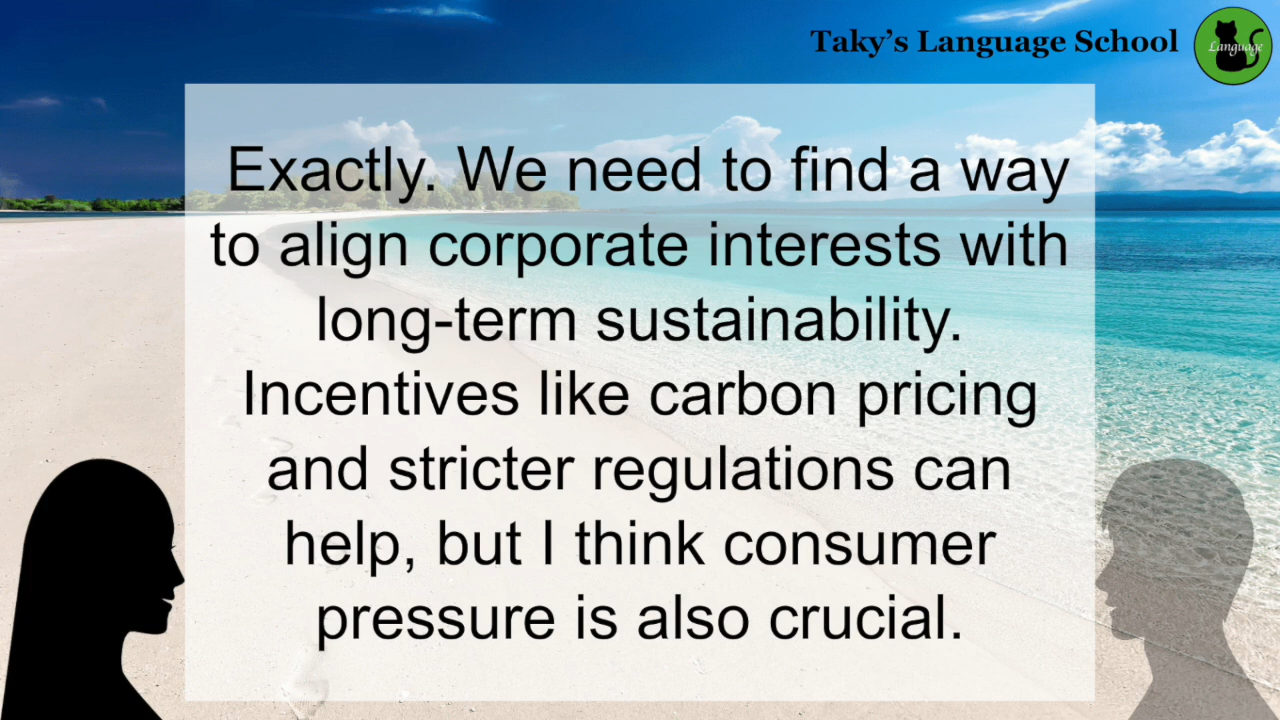 Taky's Language School
Language
Exactly. We need to find a way
to align corporate interests with
long-term sustainability.
Incentives like carbon pricing
and stricter regulations can
help, but I think consumer
pressure is also crucial.